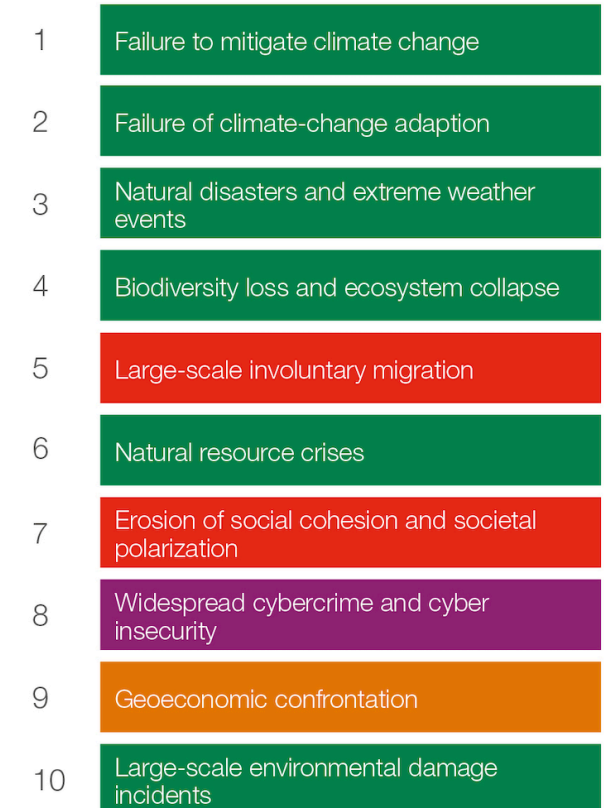 1
Failure to mitigate climate change
2
Failure of climate-change adaption
3
Natural disasters and extreme weather
events
4
Biodiversity loss and ecosystem collapse
5
Large-scale involuntary migration
6
Natural resource crises
7
Erosion of social cohesion and societal
polarization
8
Widespread cybercrime and cyber
insecurity
9
Geoeconomic confrontation
10
Large-scale environmental damage
incidents